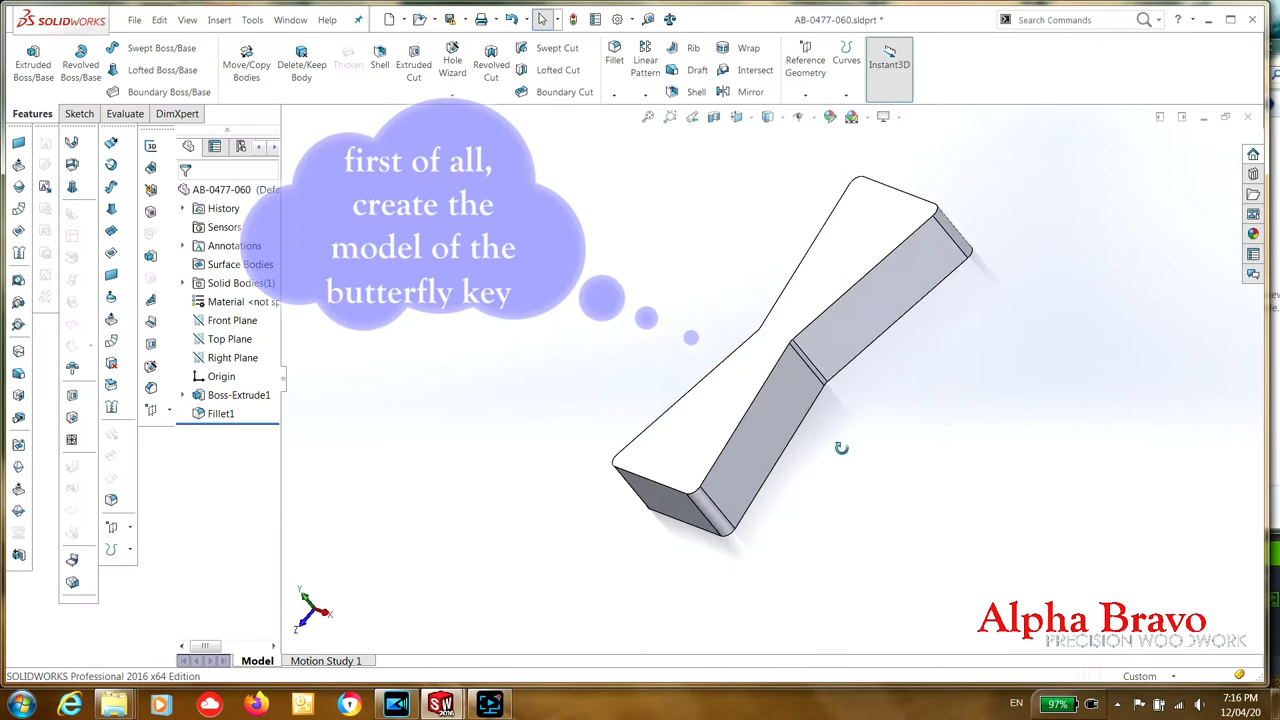 SOLIDWORKS
File Edit View Insert Tools Window Help
AB-0477-060.sldprt *
Search Commands
Extruded Boss/Base
Revolved Boss/Base
Swept Boss/Base
Lofted Boss/Base
Boundary Boss/Base
Move/Copy Bodies
Delete/Keep Body
Thicken
Shell
Extruded Cut
Hole Wizard
Revolved Cut
Swept Cut
Lofted Cut
Boundary Cut
Fillet
Linear Pattern
Rib
Draft
Shell
Wrap
Intersect
Mirror
Reference Geometry
Curves
Instant3D
Features Sketch Evaluate DimXpert
first of all,
create the
model of the
butterfly key
AB-0477-060 (Defa
History
Sensors
Annotations
Surface Bodies
Solid Bodies(1)
Material <not sp
Front Plane
Top Plane
Right Plane
Origin
Boss-Extrude1
Fillet1
Y
X
Z
Alpha Bravo
PRECISION WOODWORK
Model Motion Study 1
SOLIDWORKS Professional 2016 x64 Edition
Custom
EN
97%
7:16 PM
12/04/20